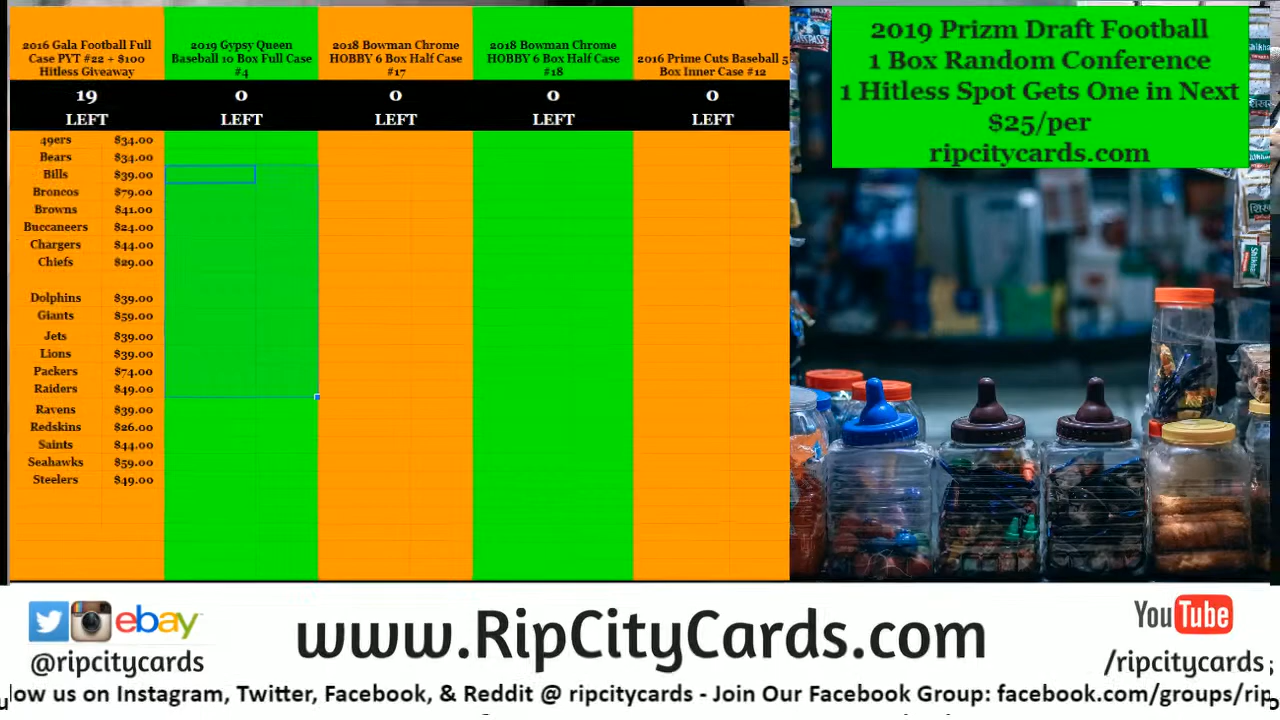 2016 Gala Football Full
Case PYT #22 + $100
Hitless Giveaway
19
LEFT
49ers $34.00
Bears $34.00
Bills $39.00
Broncos $79.00
Browns $41.00
Buccaneers $24.00
Chargers $44.00
Chiefs $29.00
Dolphins $39.00
Giants $59.00
Jets $39.00
Lions $39.00
Packers $74.00
Raiders $49.00
Ravens $39.00
Redskins $26.00
Saints $44.00
Seahawks $59.00
Steelers $49.00
2019 Gypsy Queen
Baseball 10 Box Full Case
#4
0
LEFT
2018 Bowman Chrome
HOBBY 6 Box Half Case
#17
0
LEFT
2018 Bowman Chrome
HOBBY 6 Box Half Case
#18
0
LEFT
2016 Prime Cuts Baseball 5
Box Inner Case #12
0
LEFT
2019 Prizm Draft Football
1 Box Random Conference
1 Hitless Spot Gets One in Next
$25/per
ripcitycards.com
Shikhar
ebay
@ripcitycards
www.RipCityCards.com
YouTube
/ripcitycards
low us on Instagram, Twitter, Facebook, & Reddit @ ripcitycards - Join Our Facebook Group: facebook.com/groups/rip